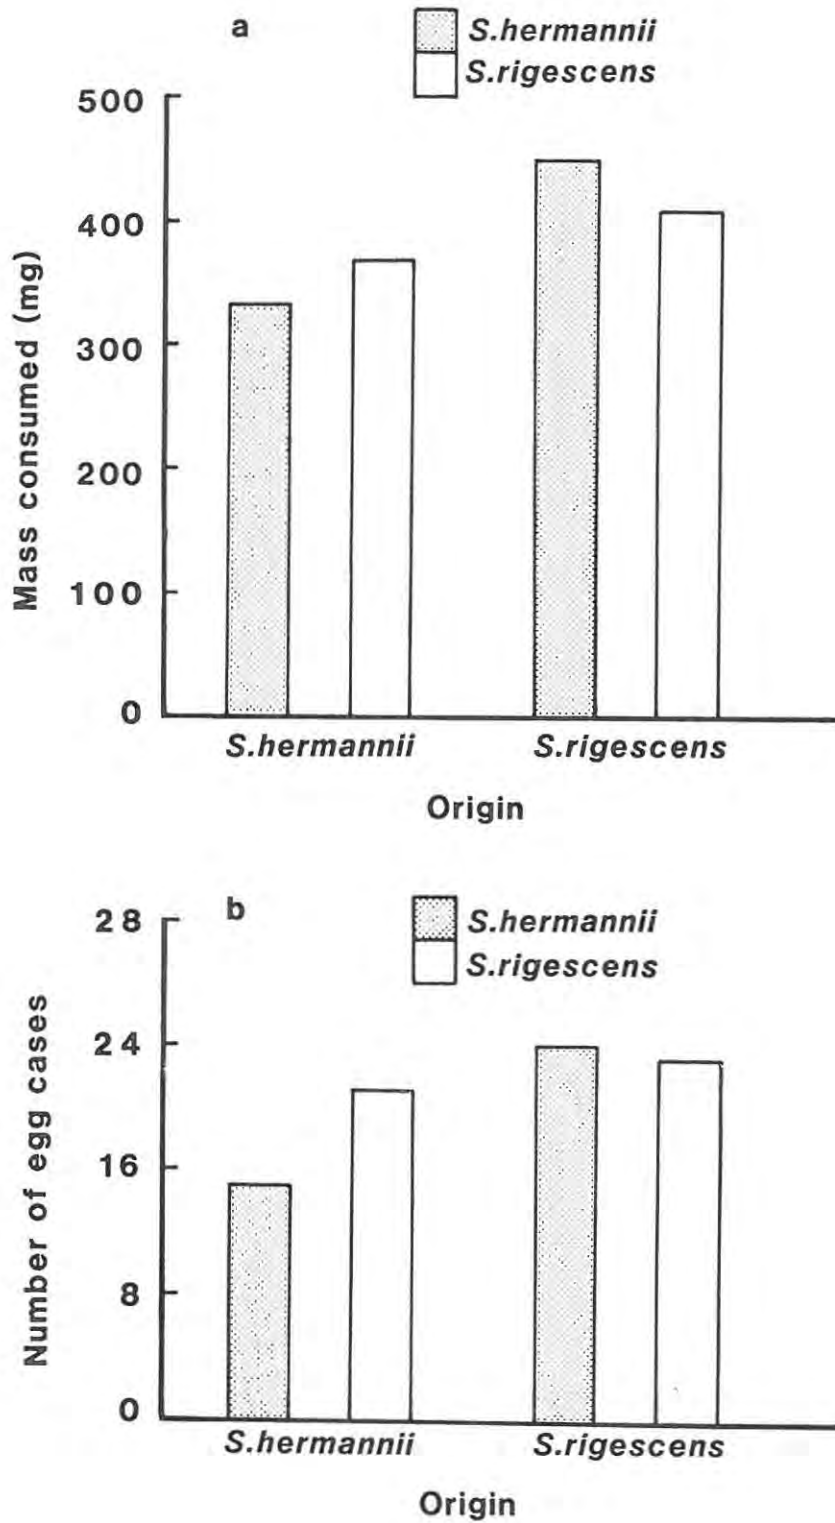 a
S.hermannii
S.rigescens
500
400
300
200
100
0
Mass consumed (mg)
S.hermannii S.rigescens
Origin
b
S.hermannii
S.rigescens
28
24
16
8
0
Number of egg cases
S.hermannii S.rigescens
Origin